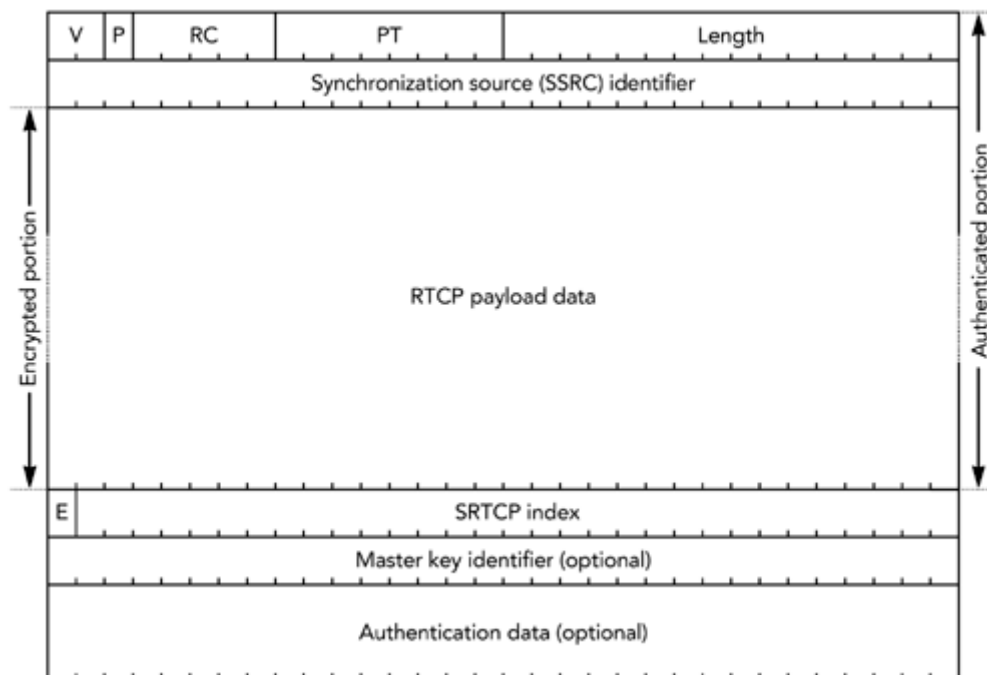 V P RC PT Length
Synchronization source (SSRC) identifier
Encrypted portion
RTCP payload data
Authenticated portion
E SRTCP index
Master key identifier (optional)
Authentication data (optional)